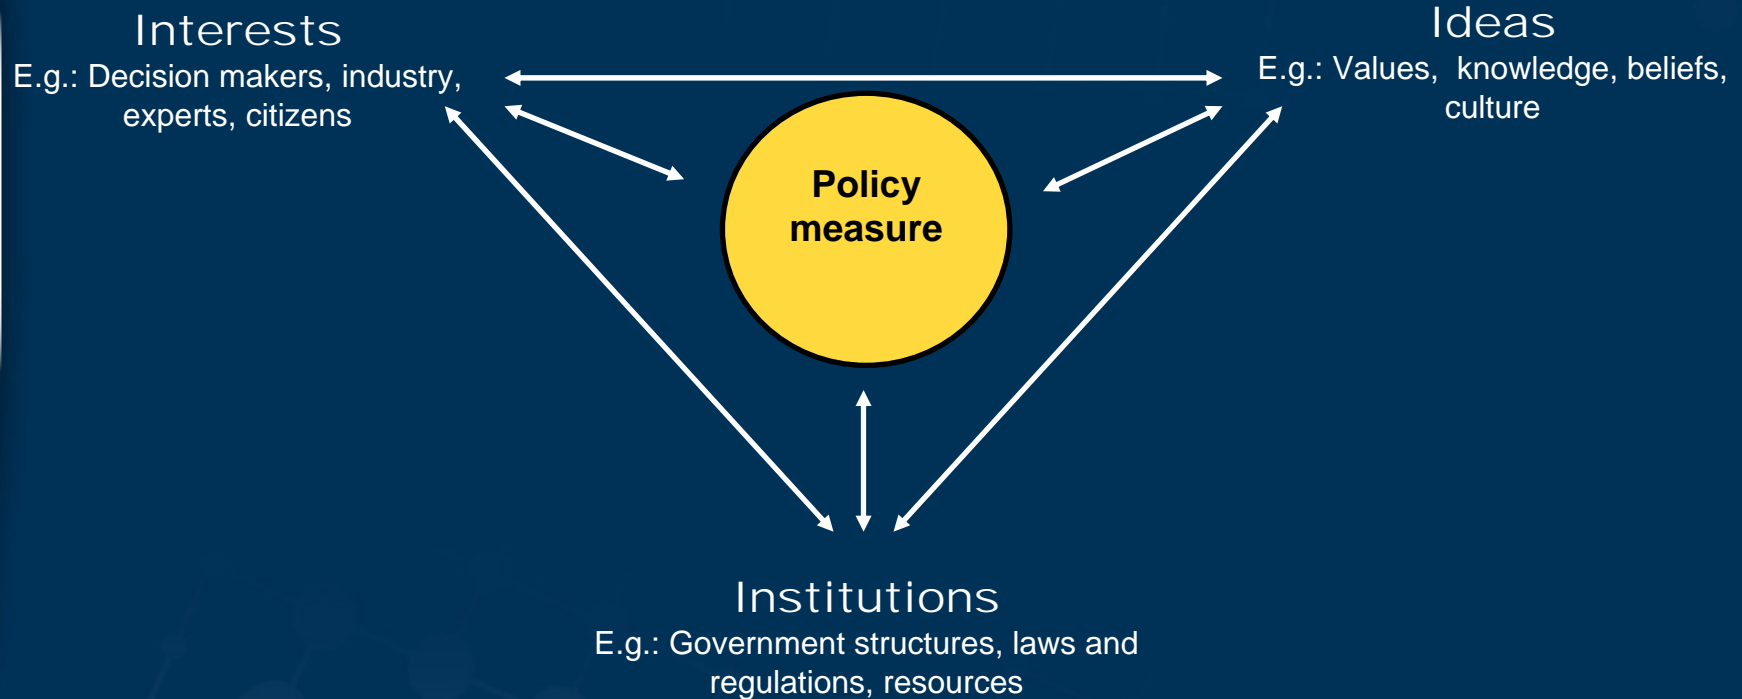 Interests
E.g.: Decision makers, industry,
experts, citizens
Ideas
E.g.: Values, knowledge, beliefs,
culture
Policy
measure
Institutions
E.g.: Government structures, laws and
regulations, resources